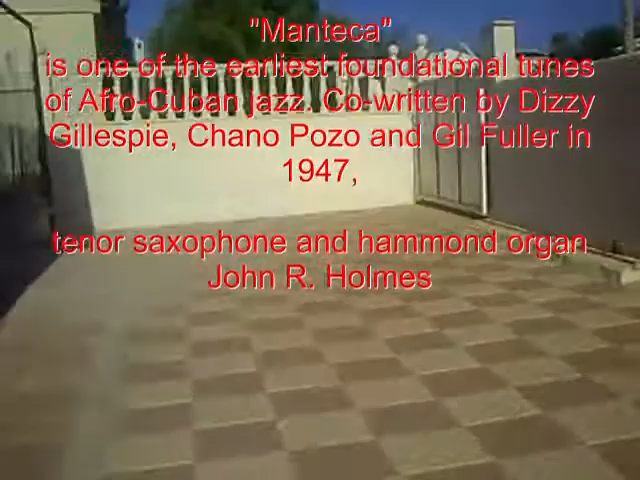 "Manteca"
is one of the earliest foundational tunes
of Afro-Cuban jazz. Co-written by Dizzy
Gillespie, Chano Pozo and Gil Fuller in
1947,
tenor saxophone and hammond organ
John R. Holmes